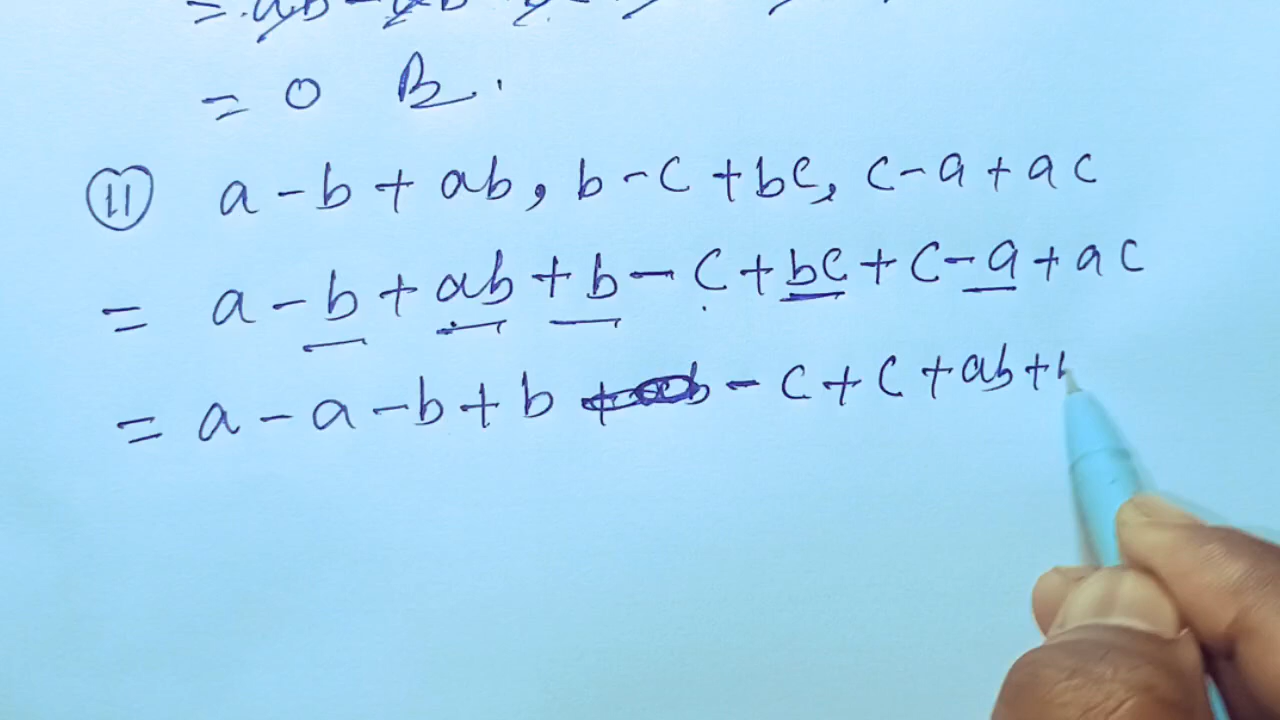 = 0
⑪ a - b + ab, b - c + bc, c - a + ac
= a - b + ab + b - c + bc + c - a + ac
= a - a - b + b - c + c + ab +